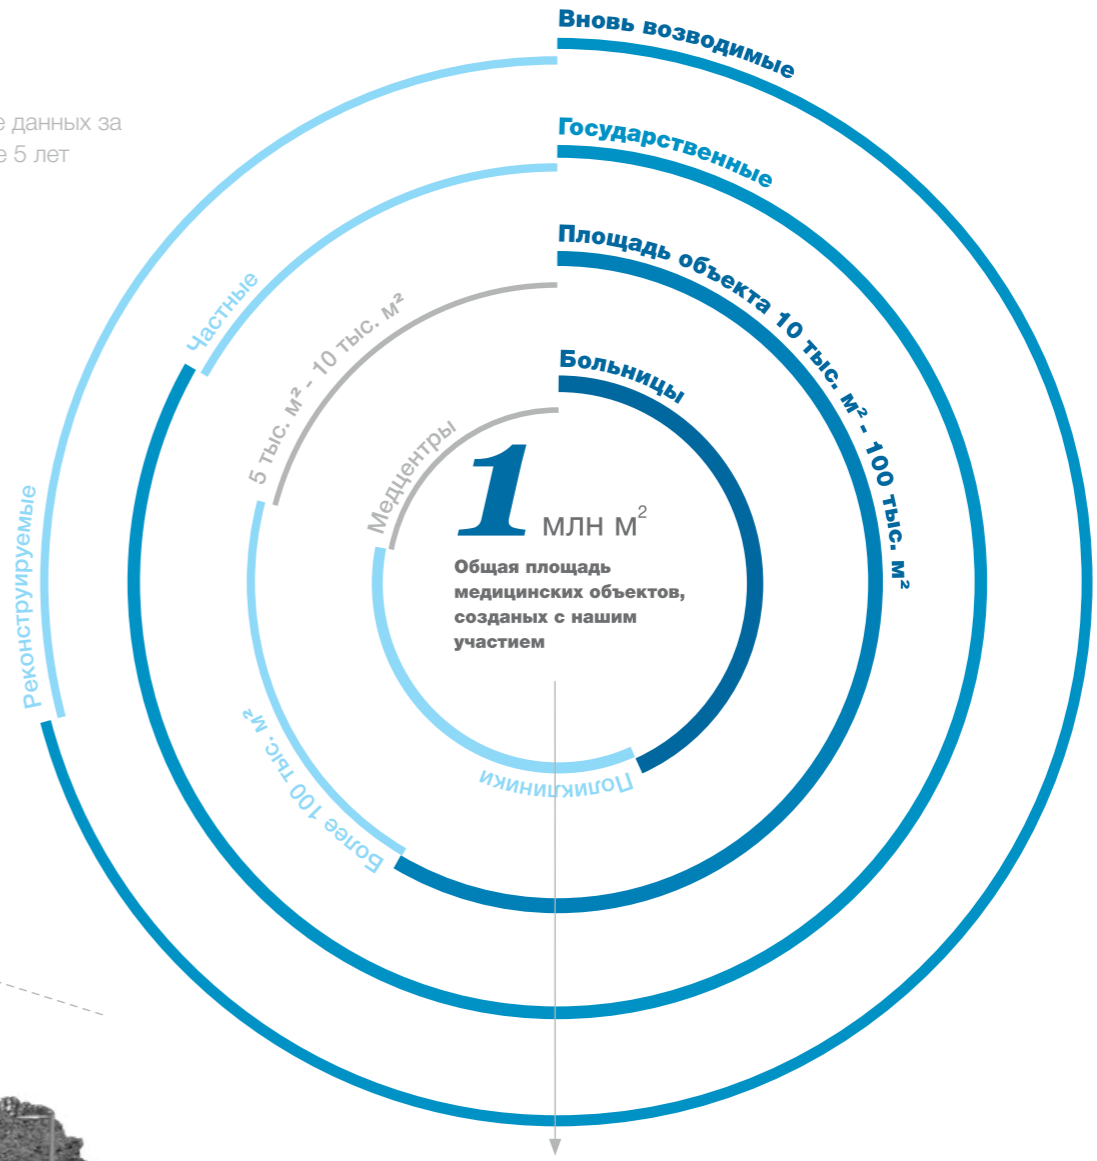 Вновь возводимые
е данных за
е 5 лет
Государственные
Площадь объекта 10 тыс. м² - 100 тыс. м²
Частные
5 тыс. м² - 10 тыс. м²
Больницы
Медцентры
1 млн м²
Общая площадь
медицинских объектов,
созданых с нашим
участием
Реконструируемые
Более 100 тыс. м²
Поликлиники